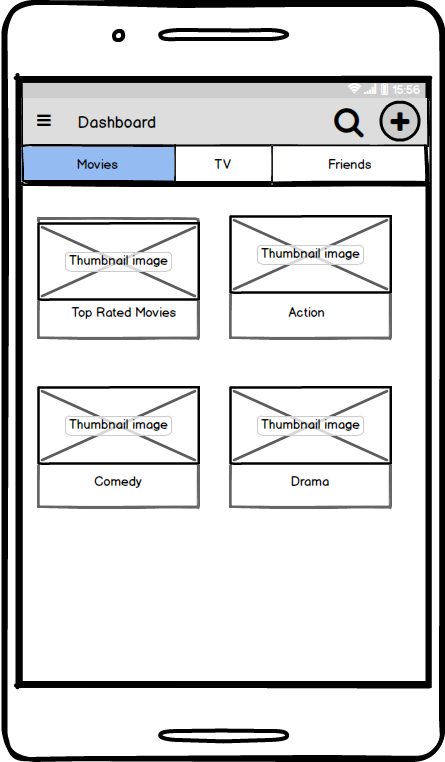 15:56
Dashboard
Movies TV Friends
Thumbnail image Thumbnail image
Top Rated Movies Action
Thumbnail image Thumbnail image
Comedy Drama